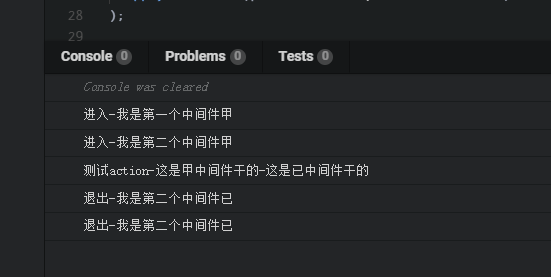 28 );
29
Console 0 Problems 0 Tests 0
Console was cleared
进入-我是第一个中间件甲
进入-我是第二个中间件甲
测试action-这是甲中间件干的-这是已中间件干的
退出-我是第二个中间件已
退出-我是第二个中间件已